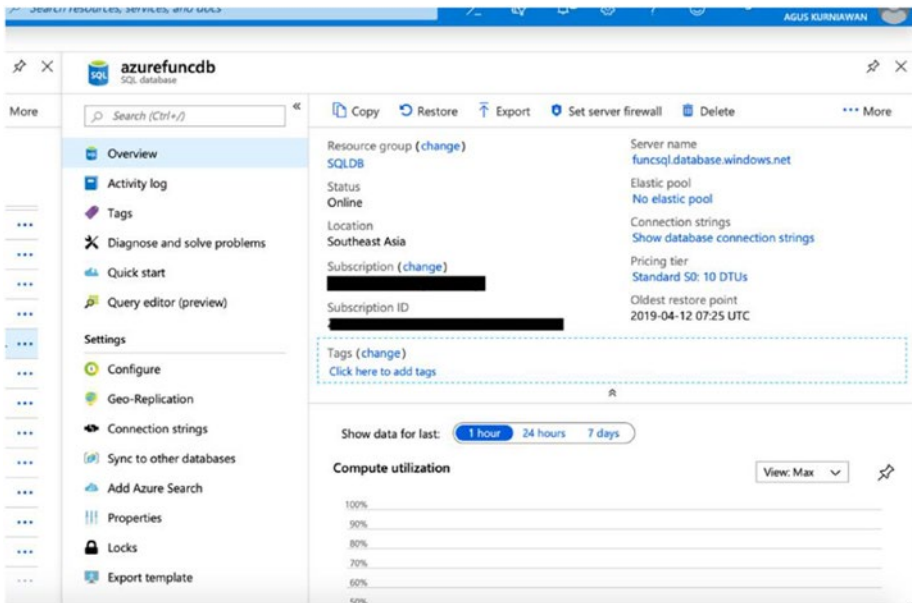 Search resources, services, and docs
AGUS KURNIAWAN
azurefuncdb
SQL database
SQL
More
Search (Ctrl+/)
Overview
Activity log
Tags
Diagnose and solve problems
Quick start
Query editor (preview)
Settings
Configure
Geo-Replication
Connection strings
Sync to other databases
Add Azure Search
Properties
Locks
Export template
Copy Restore Export Set server firewall Delete More
Resource group (change)
SQLDB
Status
Online
Location
Southeast Asia
Subscription (change)
Subscription ID
Server name
funcsql.database.windows.net
Elastic pool
No elastic pool
Connection strings
Show database connection strings
Pricing tier
Standard S0: 10 DTUs
Oldest restore point
2019-04-12 07:25 UTC
Tags (change)
Click here to add tags
Show data for last: 1 hour 24 hours 7 days
Compute utilization
View: Max
100%
90%
80%
70%
60%
50%